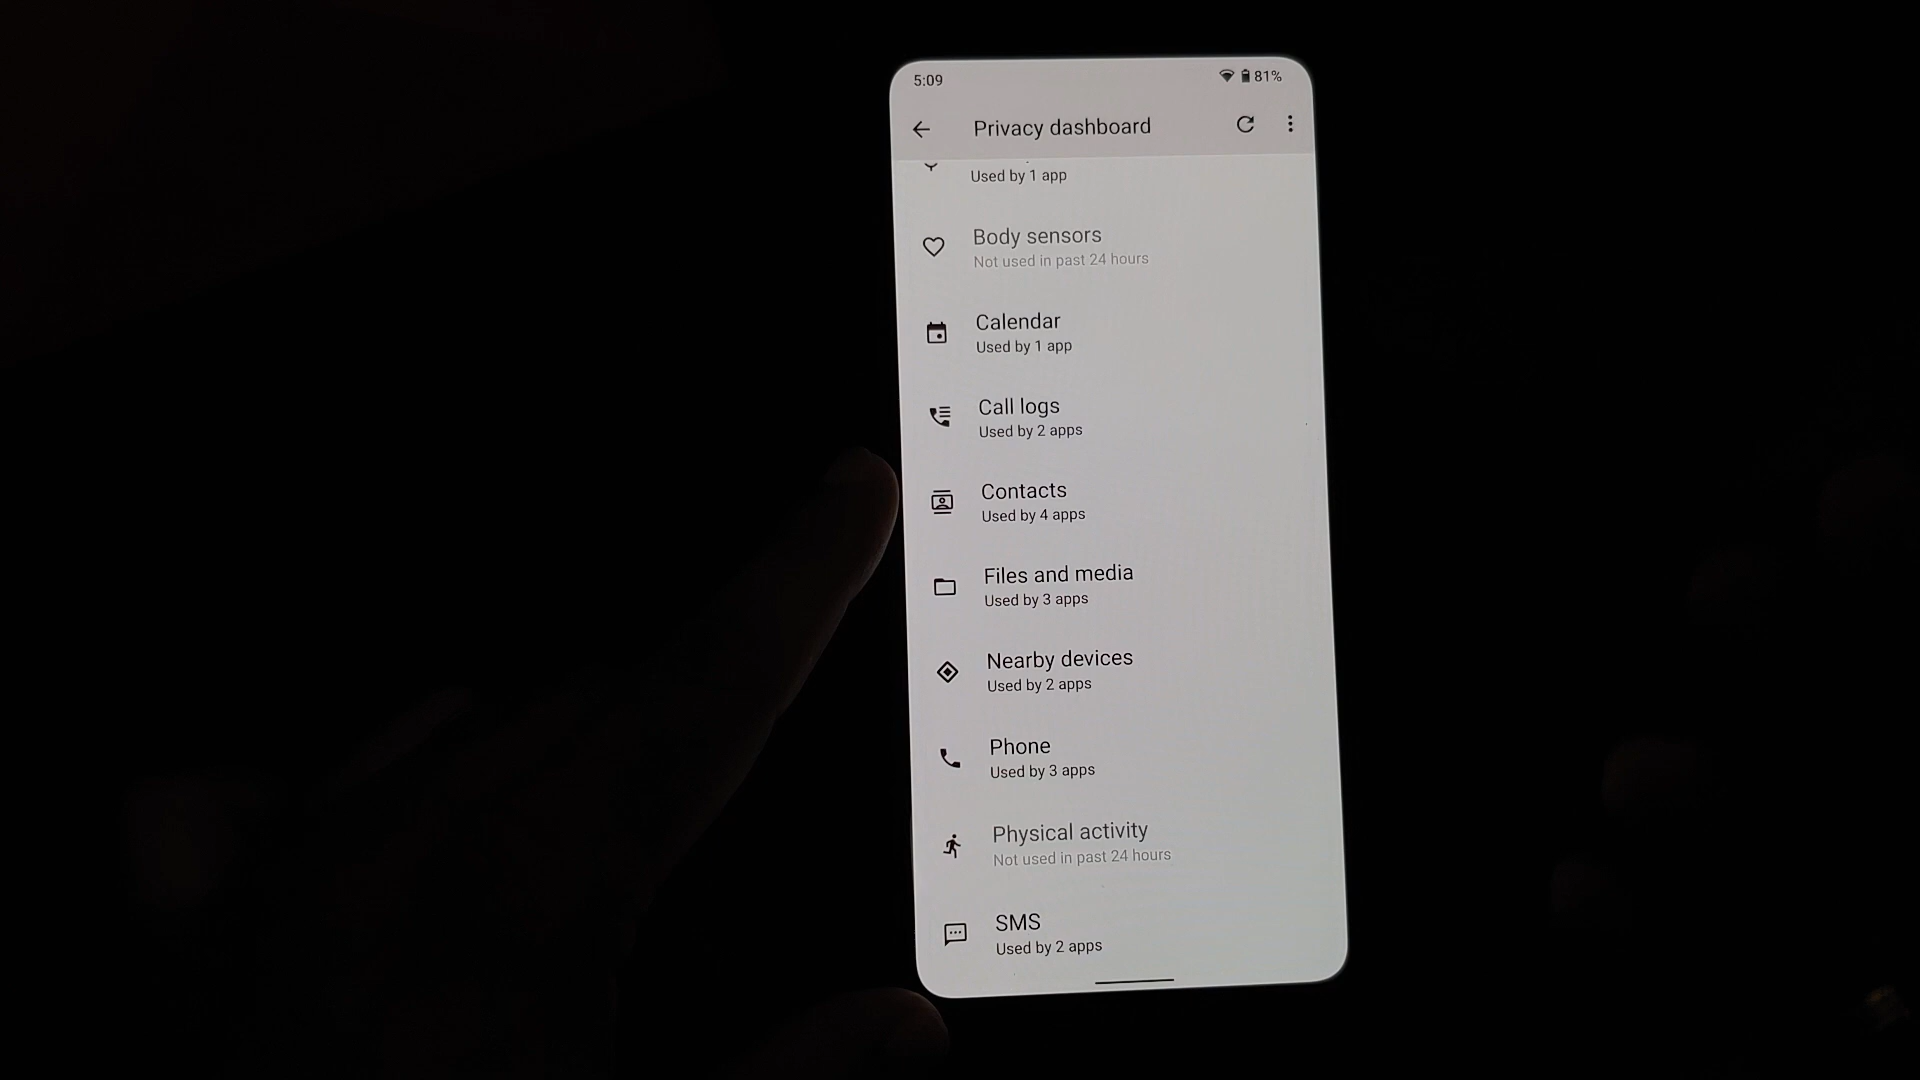 5:09 81%
Privacy dashboard
Used by 1 app
Body sensors
Not used in past 24 hours
Calendar
Used by 1 app
Call logs
Used by 2 apps
Contacts
Used by 4 apps
Files and media
Used by 3 apps
Nearby devices
Used by 2 apps
Phone
Used by 3 apps
Physical activity
Not used in past 24 hours
SMS
Used by 2 apps